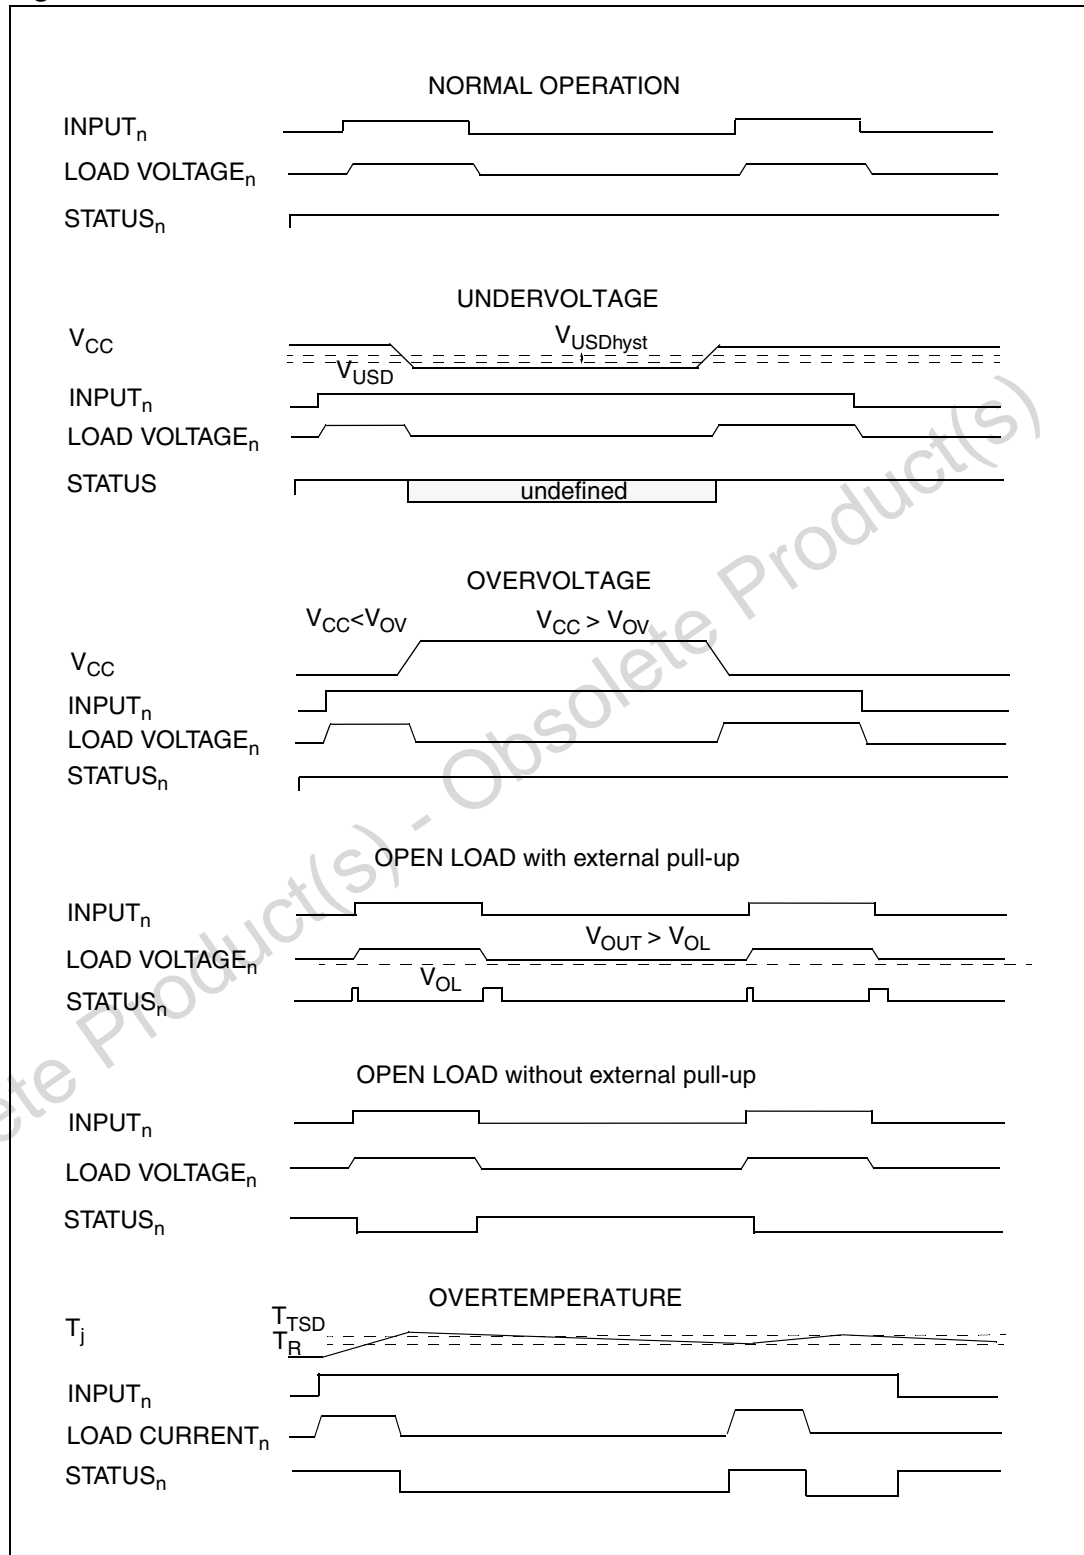 NORMAL OPERATION
INPUTn
LOAD VOLTAGEn
STATUSn
UNDERVOLTAGE
VCC
VUSDhyst
VUSD
INPUTn
LOAD VOLTAGEn
STATUS
undefined
OVERVOLTAGE
VCC<VOV
VCC > VOV
VCC
INPUTn
LOAD VOLTAGEn
STATUSn
OPEN LOAD with external pull-up
INPUTn
VOUT > VOL
LOAD VOLTAGEn
VOL
STATUSn
OPEN LOAD without external pull-up
INPUTn
LOAD VOLTAGEn
STATUSn
OVERTEMPERATURE
Tj
TTSD
TR
INPUTn
LOAD CURRENTn
STATUSn
ete Product(s) - Obsolete Product(s)